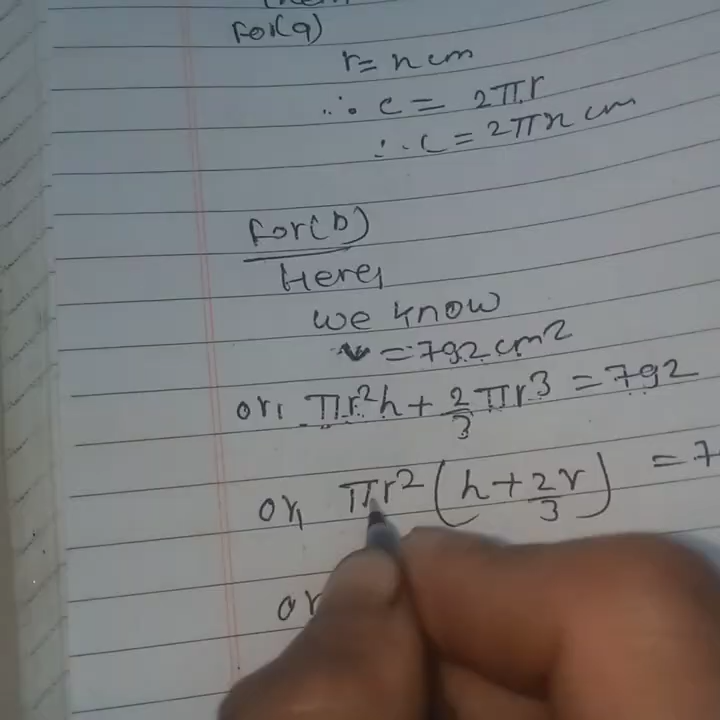 For(a)
r= x cm
∴ c = 2πr
∴ c = 2πx cm
For(b)
Here,
we know
v =792 cm2
or, πr²h + 2/3 πr3 = 792
or, πr² (h + 2r/3) = 7
or